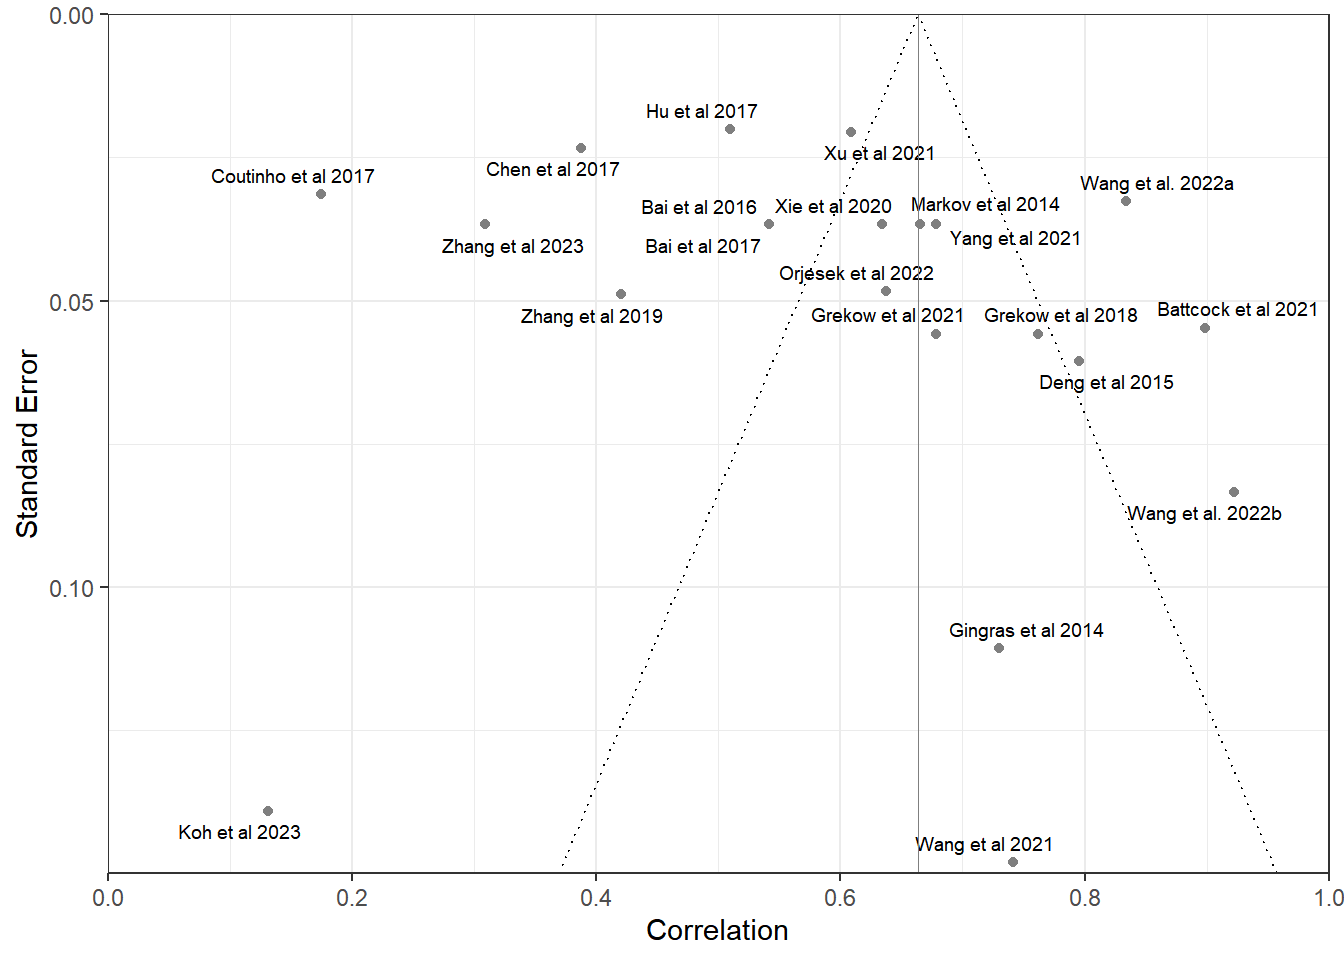 0.00
Hu et al 2017
Xu et al 2021
Chen et al 2017
Coutinho et al 2017
Wang et al. 2022a
Bai et al 2016
Xie et al 2020
Markov et al 2014
Zhang et al 2023
Bai et al 2017
Yang et al 2021
Orjesek et al 2022
0.05
Zhang et al 2019
Grekow et al 2021
Grekow et al 2018
Battcock et al 2021
Deng et al 2015
Standard Error
Wang et al. 2022b
0.10
Gingras et al 2014
Koh et al 2023
Wang et al 2021
0.0 0.2 0.4 0.6 0.8 1.0
Correlation